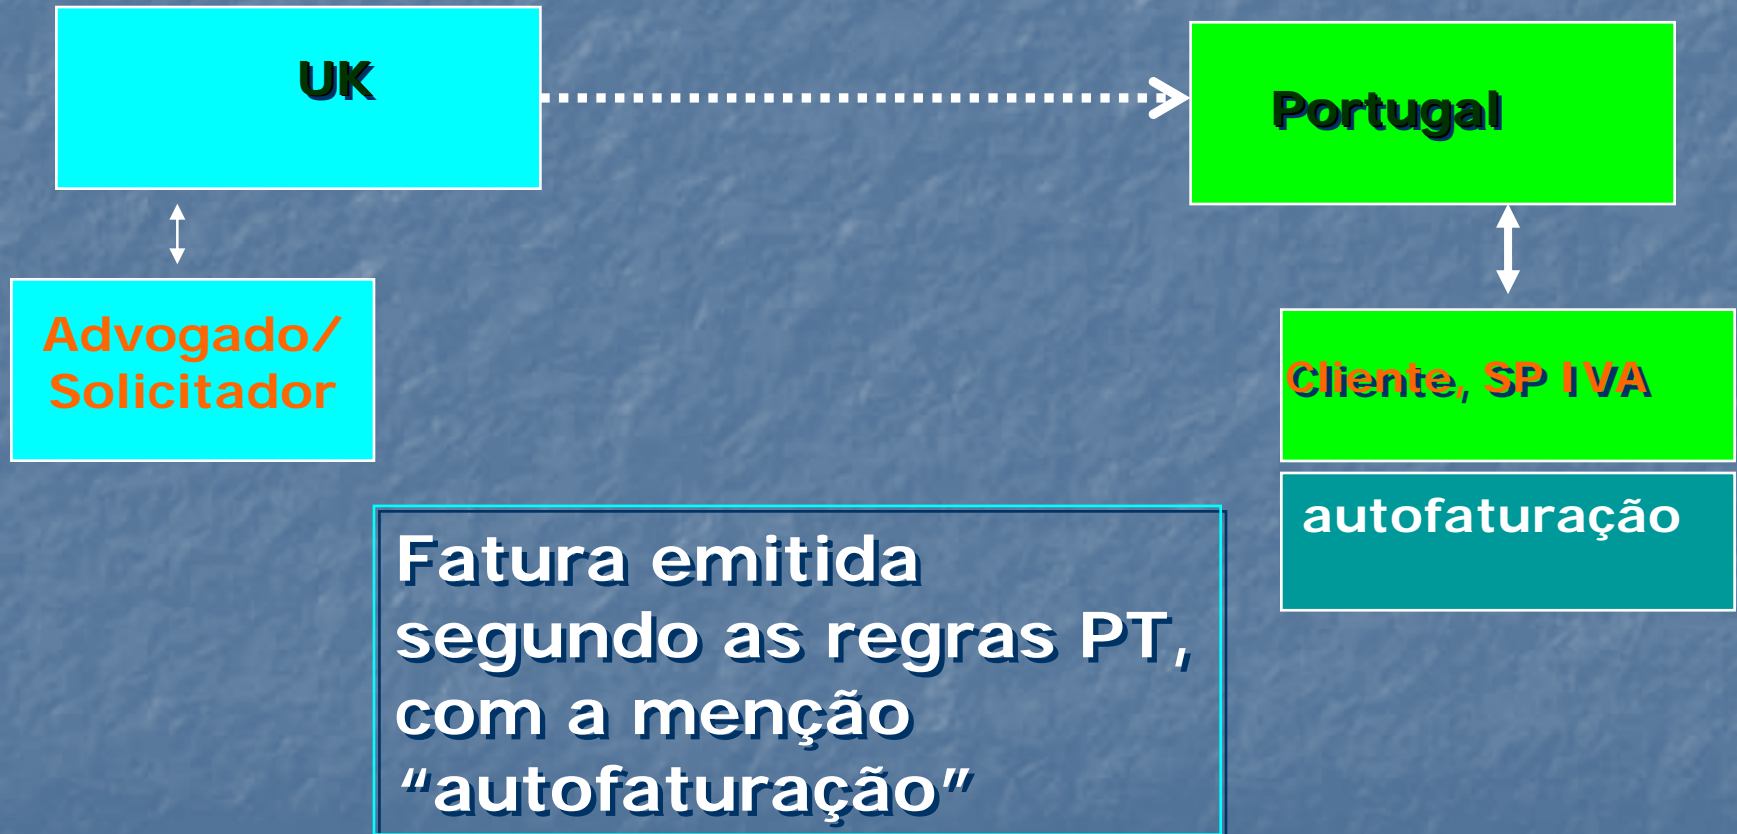 UK
Portugal
Advogado/
Solicitador
Cliente, SP IVA
autofaturação
Fatura emitida
segundo as regras PT,
com a menção
“autofaturação”